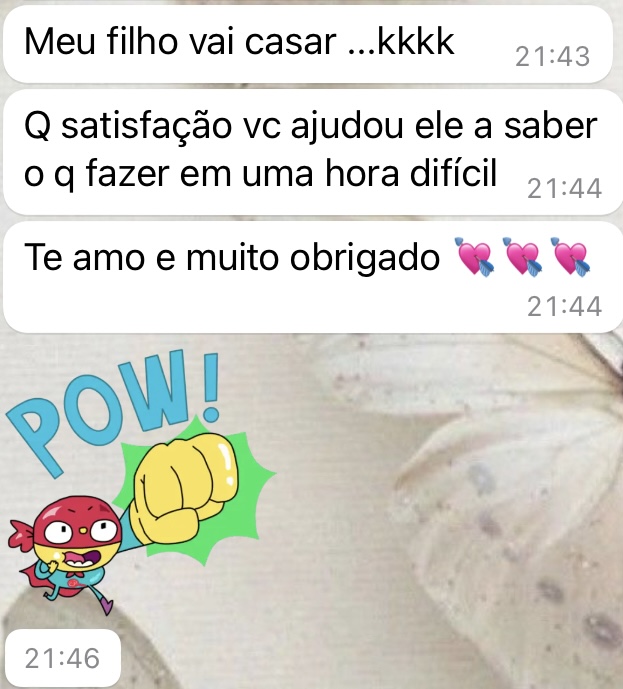 Meu filho vai casar ...kkkk
21:43
Q satisfação vc ajudou ele a saber
o q fazer em uma hora difícil
21:44
Te amo e muito obrigado 💘💘💘
21:44
POW!
21:46